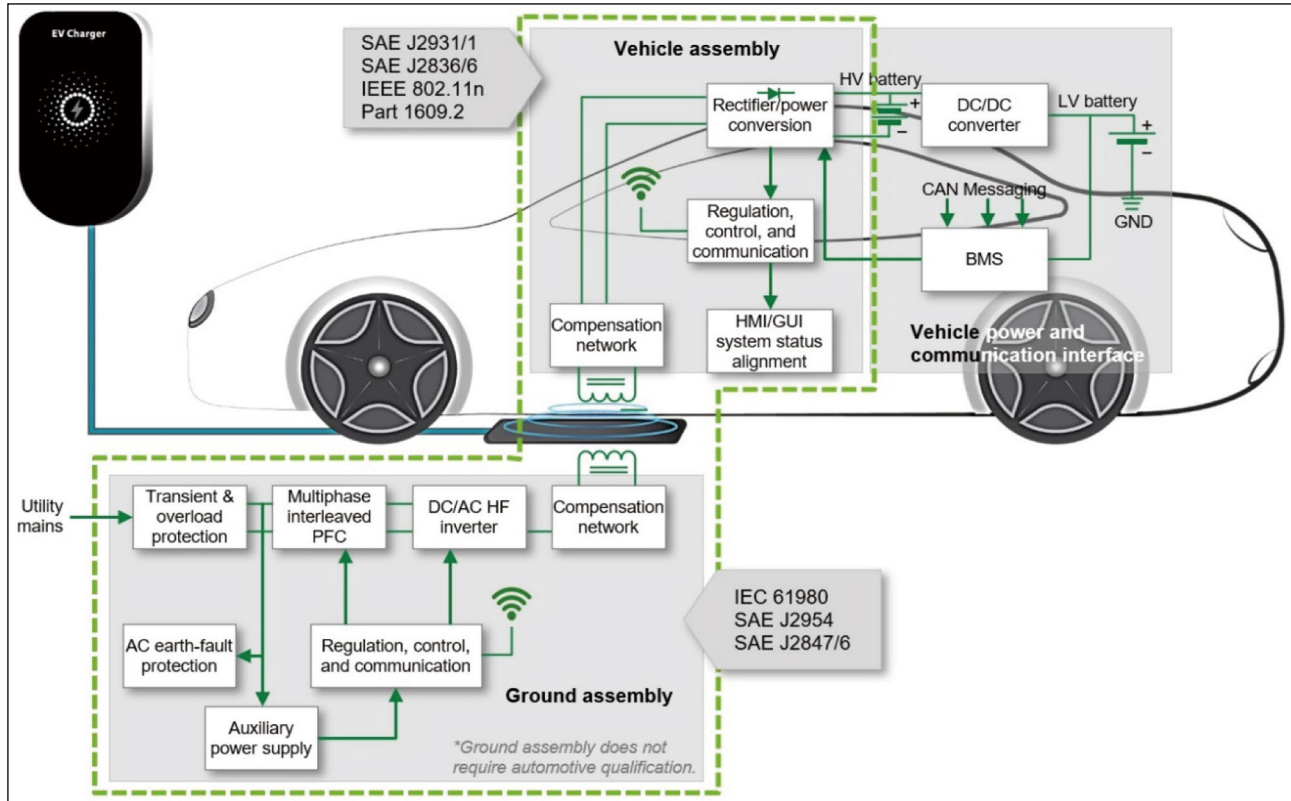 EV Charger
SAE J2931/1
SAE J2836/6
IEEE 802.11n
Part 1609.2
Vehicle assembly
Rectifier/power
conversion
HV battery
+
−
DC/DC
converter
LV battery
+
−
GND
CAN Messaging
BMS
Regulation,
control, and
communication
HMI/GUI
system status
alignment
Compensation
network
Vehicle power and
communication interface
Utility
mains
Transient &
overload
protection
Multiphase
interleaved
PFC
DC/AC HF
inverter
Compensation
network
AC earth-fault
protection
Regulation, control,
and communication
Auxiliary
power supply
Ground assembly
*Ground assembly does not
require automotive qualification.
IEC 61980
SAE J2954
SAE J2847/6